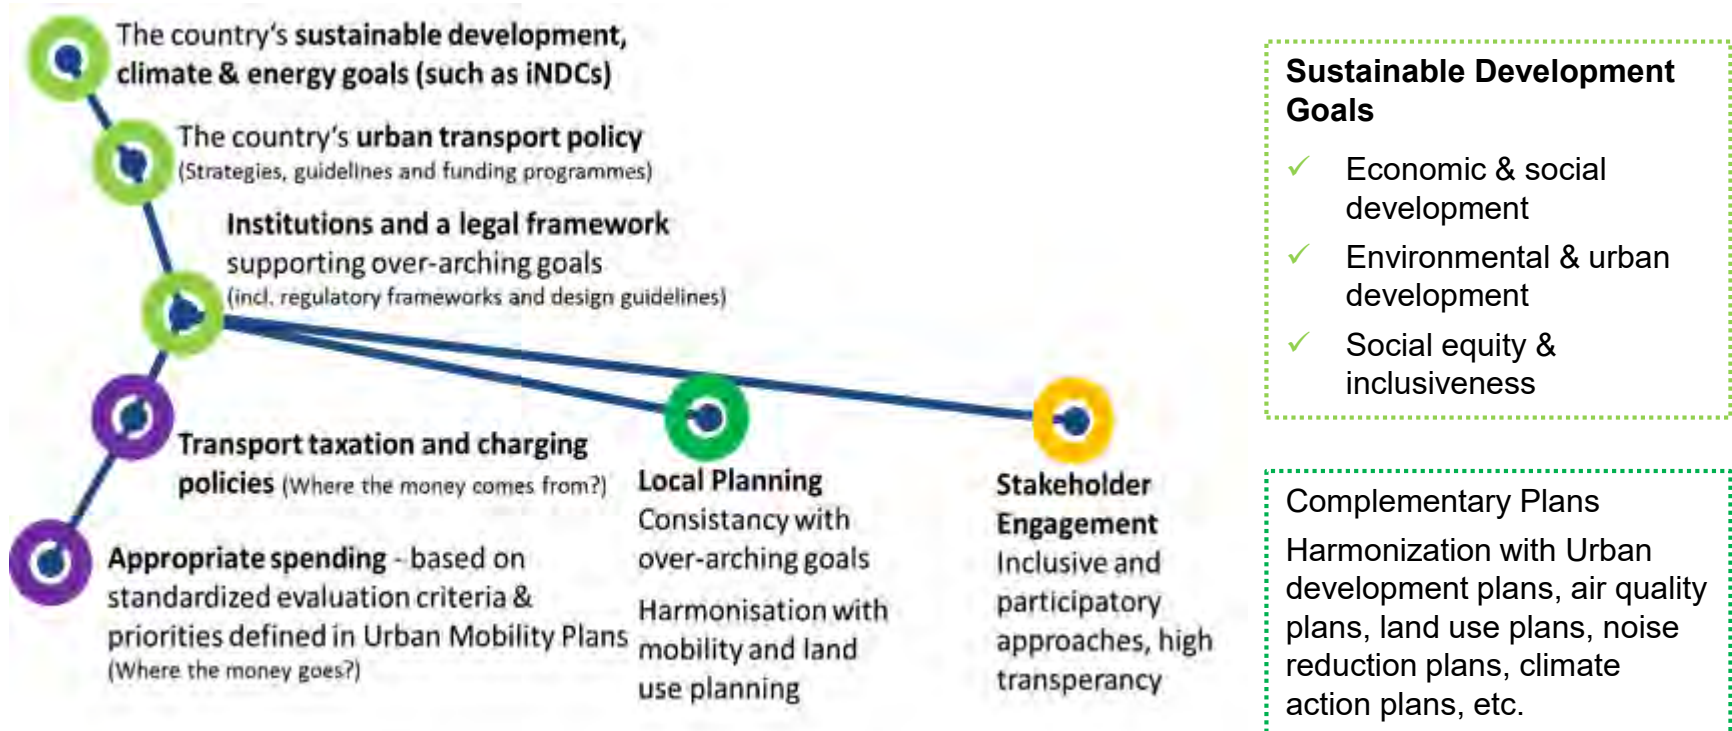 The country's sustainable development,
climate & energy goals (such as iNDCs)
The country's urban transport policy
(Strategies, guidelines and funding programmes)
Institutions and a legal framework
supporting over-arching goals
(incl. regulatory frameworks and design guidelines)
Transport taxation and charging
policies (Where the money comes from?)
Appropriate spending - based on
standardized evaluation criteria &
priorities defined in Urban Mobility Plans
(Where the money goes?)
Local Planning
Consistancy with
over-arching goals
Harmonisation with
mobility and land
use planning
Stakeholder
Engagement
Inclusive and
participatory
approaches, high
transperancy
Sustainable Development
Goals
✓ Economic & social
development
✓ Environmental & urban
development
✓ Social equity &
inclusiveness
Complementary Plans
Harmonization with Urban
development plans, air quality
plans, land use plans, noise
reduction plans, climate
action plans, etc.